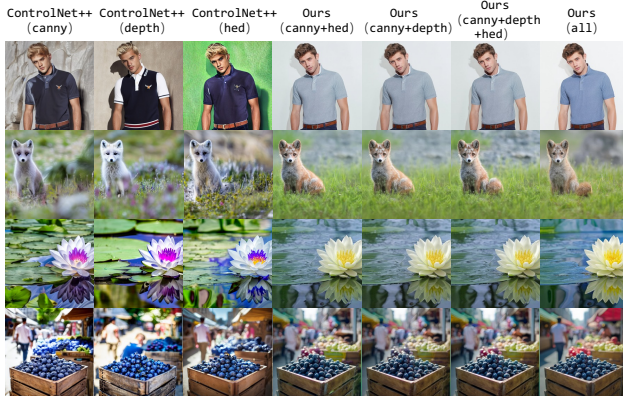 ControlNet++ ControlNet++ ControlNet++ Ours Ours Ours Ours
(canny) (depth) (hed) (canny+hed) (canny+depth) (canny+depth +hed) (all)